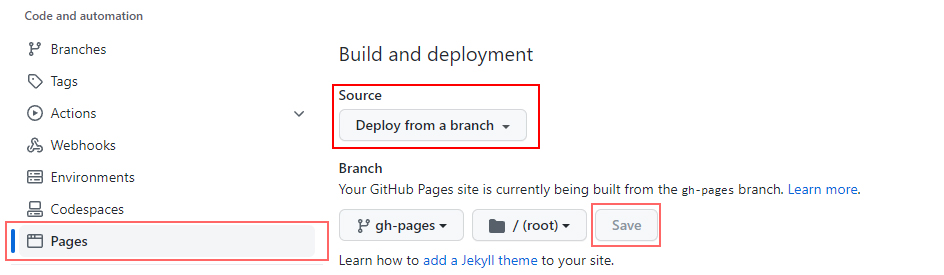 Code and automation
Branches
Tags
Actions
Webhooks
Environments
Codespaces
Pages
Build and deployment
Source
Deploy from a branch
Branch
Your GitHub Pages site is currently being built from the gh-pages branch. Learn more.
gh-pages
/ (root)
Save
Learn how to add a Jekyll theme to your site.